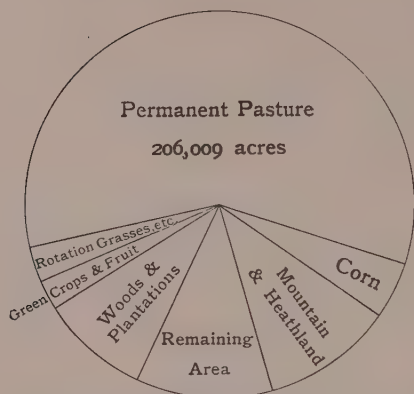 Permanent Pasture
206,009 acres
Rotation Grasses, etc.
Green Crops & Fruit
Woods &
Plantations
Remaining
Area
Mountain
& Heathland
Corn